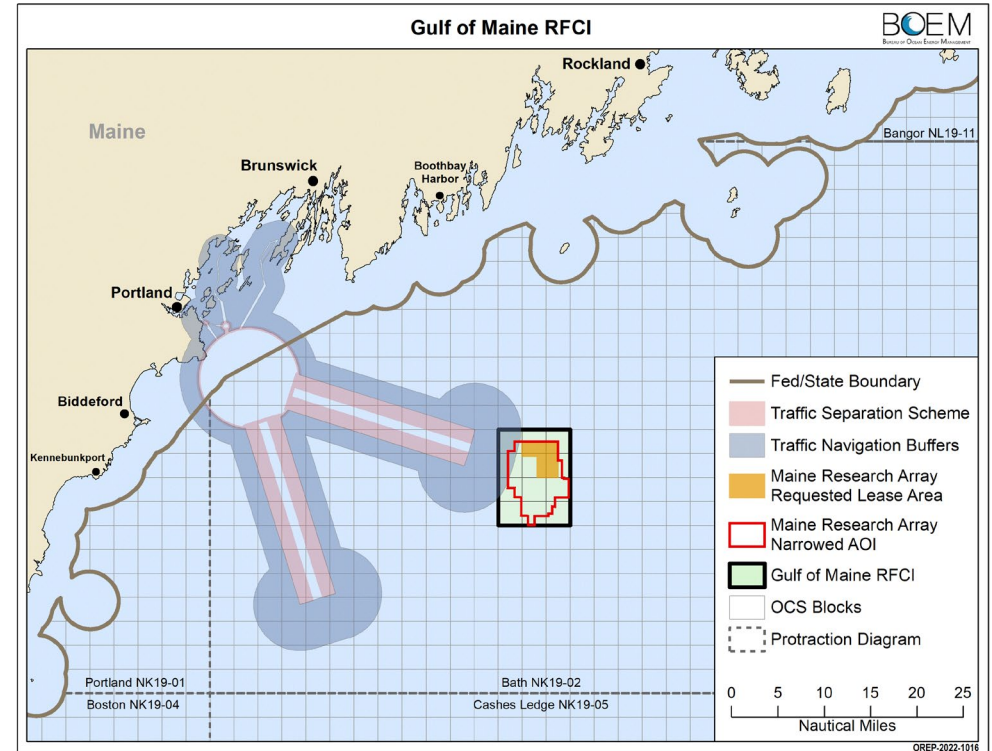 Gulf of Maine RFCI
BOEM
BUREAU OF OCEAN ENERGY MANAGEMENT
Rockland
Maine
Bangor NL19-11
Brunswick
Boothbay
Harbor
Portland
Biddeford
Kennebunkport
Fed/State Boundary
Traffic Separation Scheme
Traffic Navigation Buffers
Maine Research Array
Requested Lease Area
Maine Research Array
Narrowed AOI
Gulf of Maine RFCI
OCS Blocks
Protraction Diagram
Portland NK19-01
Bath NK19-02
Boston NK19-04
Cashes Ledge NK19-05
0 5 10 15 20 25
Nautical Miles
OREP-2022-1016